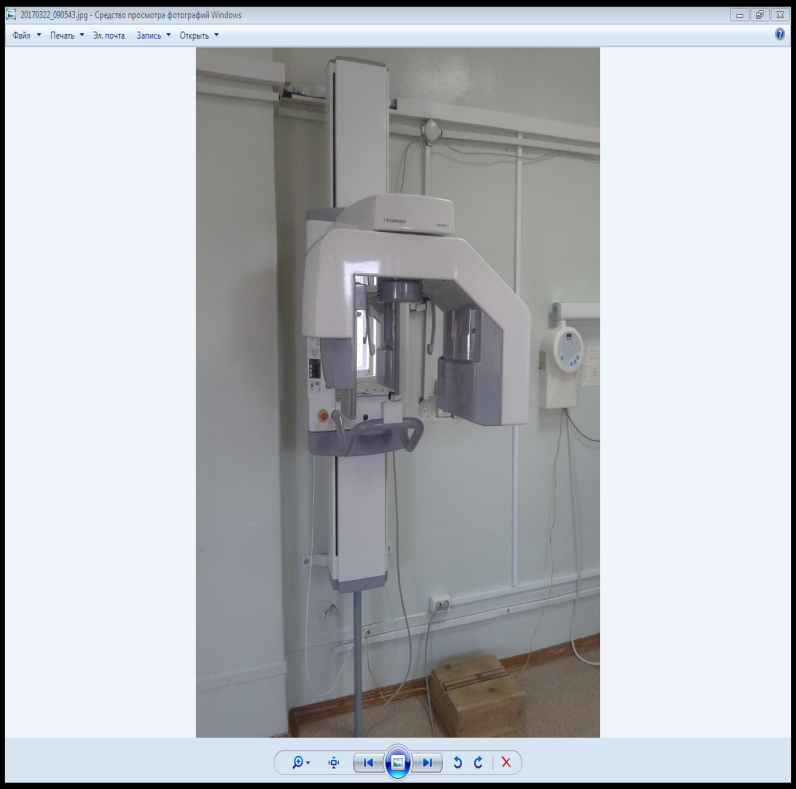 20170322_090543.jpg - Средство просмотра фотографий Windows
Файл Печать Эл. почта Запись Открыть